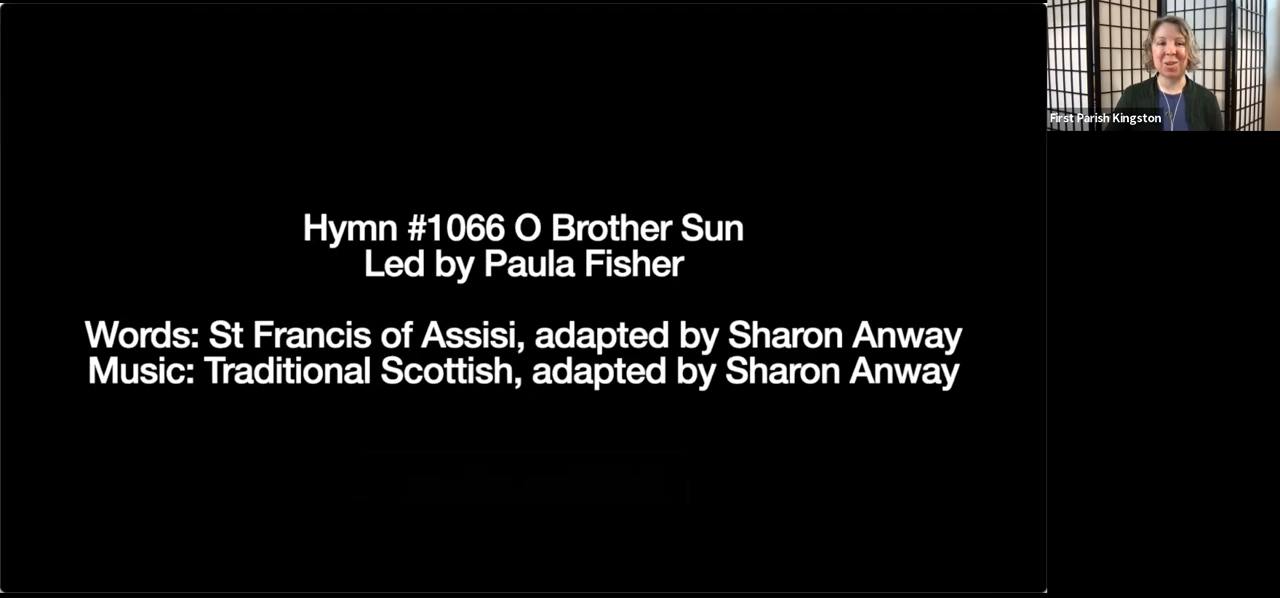 Hymn #1066 O Brother Sun
Led by Paula Fisher
Words: St Francis of Assisi, adapted by Sharon Anway
Music: Traditional Scottish, adapted by Sharon Anway
First Parish Kingston